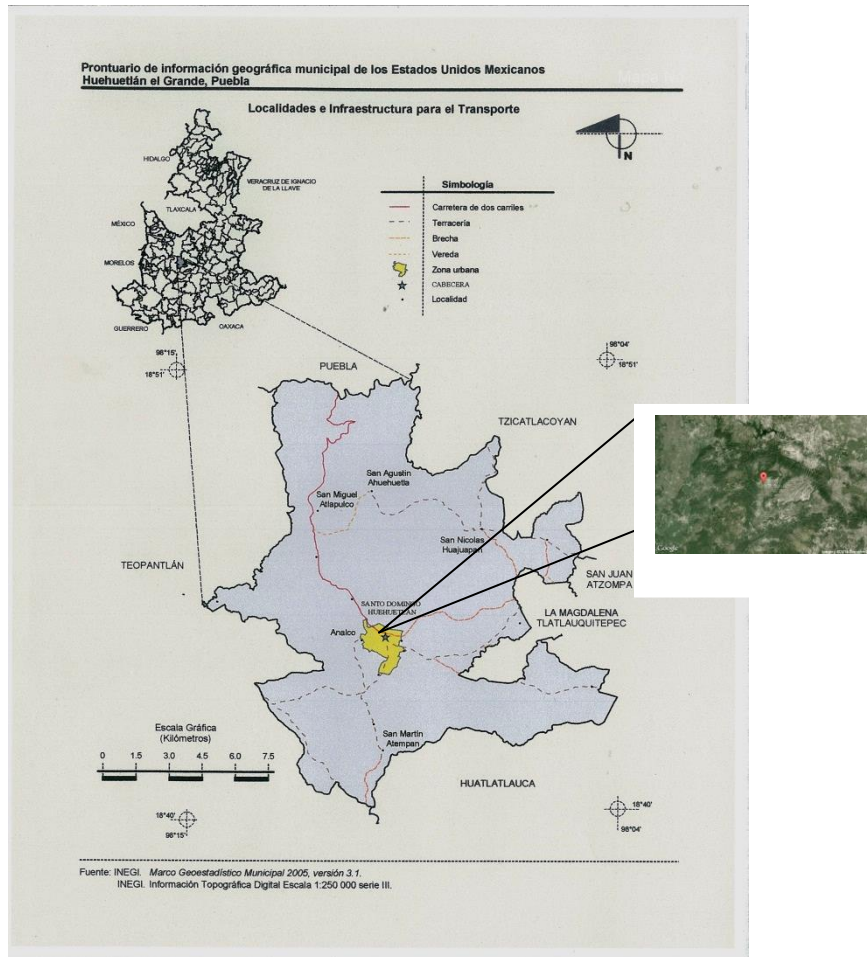 Prontuario de información geográfica municipal de los Estados Unidos Mexicanos
Huehuetlán el Grande, Puebla
Localidades e Infraestructura para el Transporte
N
HIDALGO
VERACRUZ DE IGNACIO
DE LA LLAVE
TLAXCALA
MÉXICO
MORELOS
GUERRERO
OAXACA
Simbología
Carretera de dos carriles
Terracería
Brecha
Vereda
Zona urbana
CABECERA
Localidad
98°15'
18°51'
98°04'
18°51'
PUEBLA
TZICATLACOYAN
San Agustín
Ahuehuetla
San Miguel
Atlapulco
San Nicolas
Huajuapan
TEOPANTLÁN
SAN JUAN
ATZOMPA
SANTO DOMINGO
HUEHUETLÁN
LA MAGDALENA
TLATLAUQUITEPEC
Analco
San Martín
Atempan
Escala Gráfica
(Kilómetros)
0 1.5 3.0 4.5 6.0 7.5
HUATLATLAUCA
18°40'
98°15'
18°40'
98°04'
Fuente: INEGI. Marco Geoestadístico Municipal 2005, versión 3.1.
INEGI. Información Topográfica Digital Escala 1:250 000 serie III.
Google